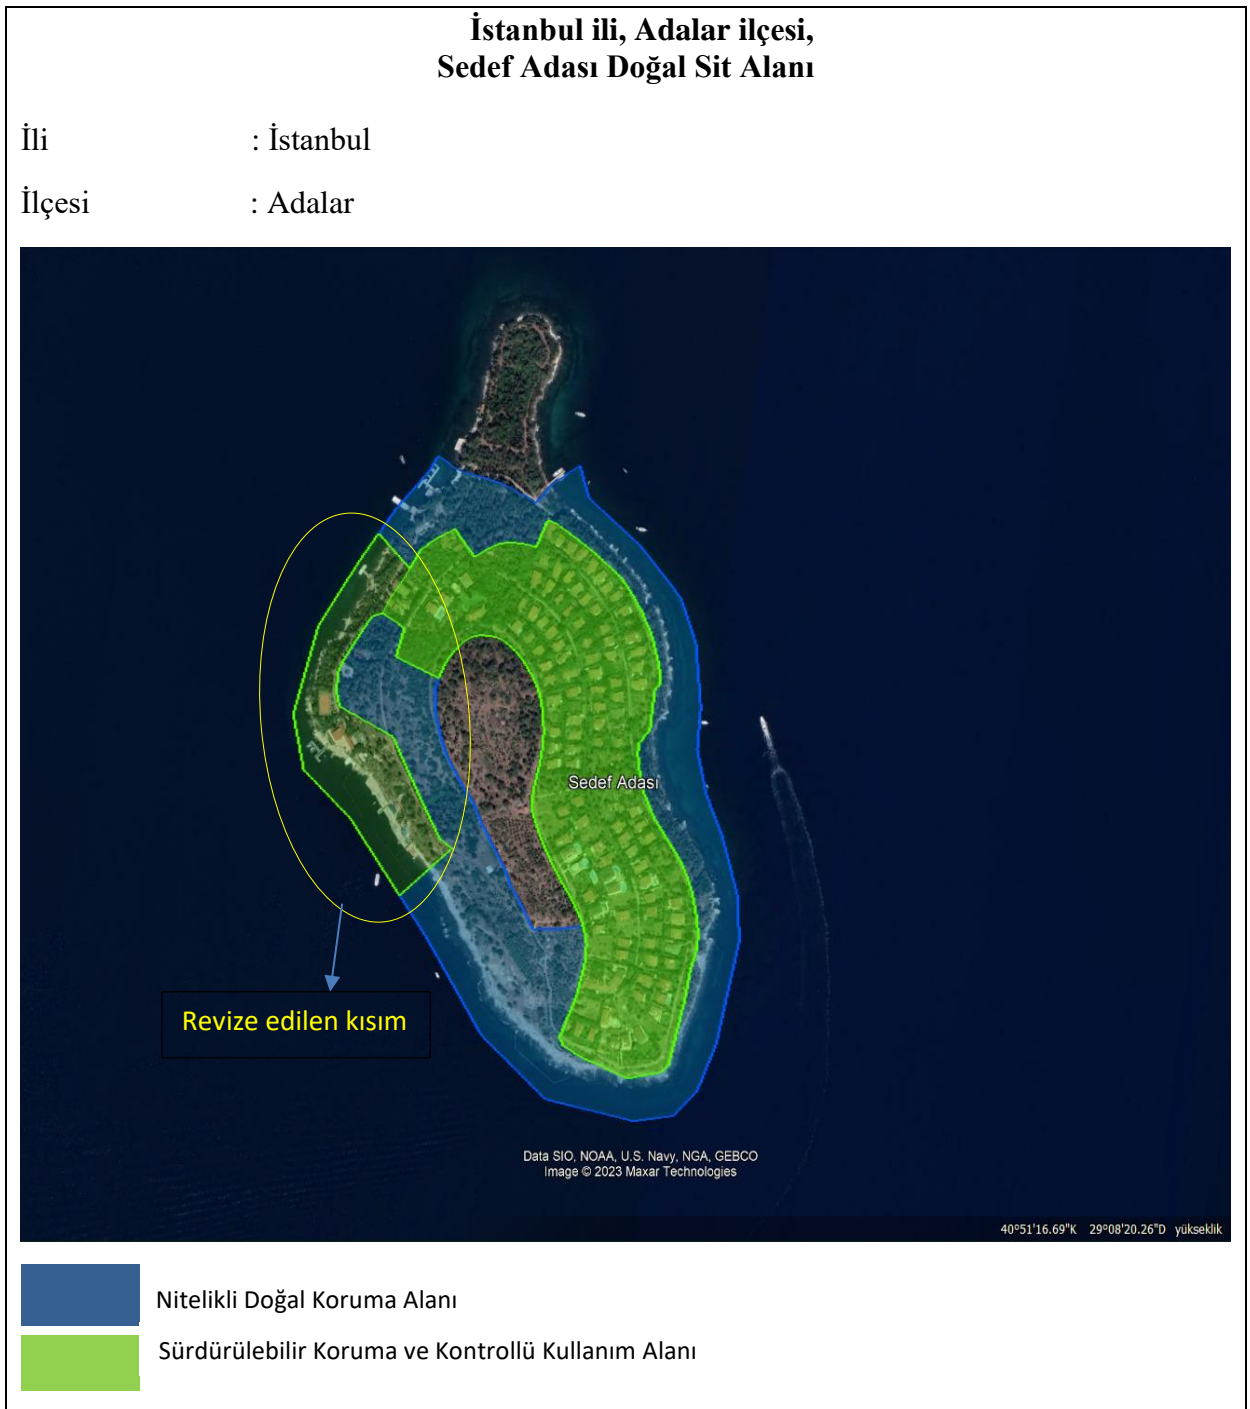 İstanbul ili, Adalar ilçesi,
Sedef Adası Doğal Sit Alanı
İli : İstanbul
İlçesi : Adalar
Sedef Adası
Revize edilen kısım
Data SIO, NOAA, U.S. Navy, NGA, GEBCO
Image © 2023 Maxar Technologies
40°51'16.69"K 29°08'20.26"D yükseklik
Nitelikli Doğal Koruma Alanı
Sürdürülebilir Koruma ve Kontrollü Kullanım Alanı